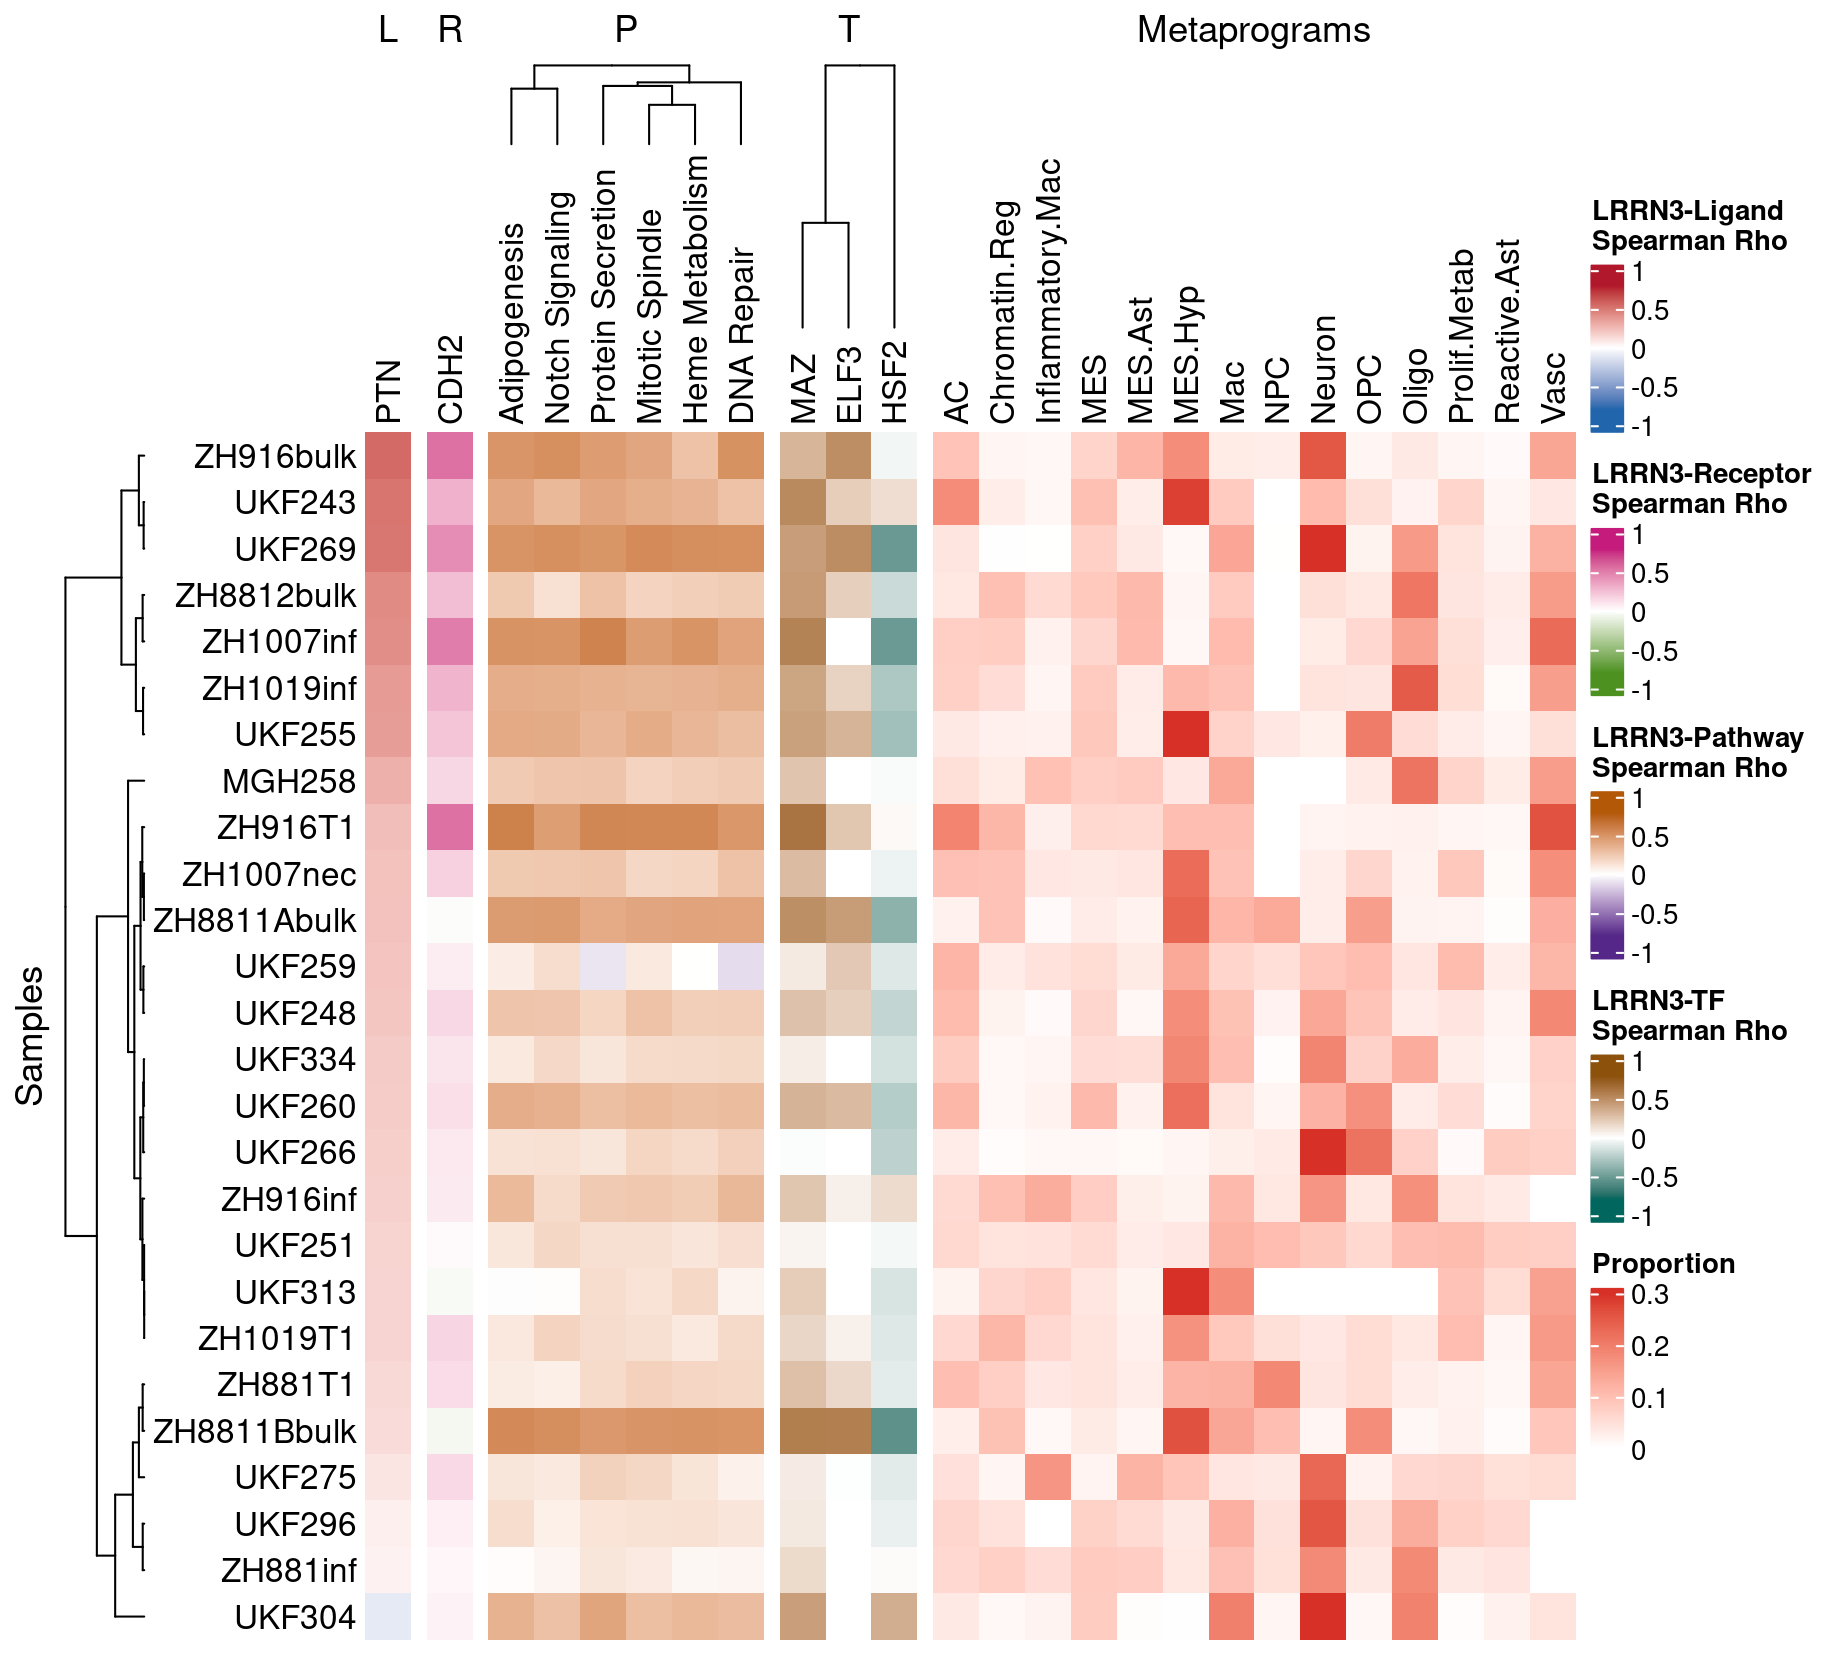 L R P T Metaprograms
PTN
CDH2
Adipogenesis
Notch Signaling
Protein Secretion
Mitotic Spindle
Heme Metabolism
DNA Repair
MAZ
ELF3
HSF2
AC
Chromatin.Reg
Inflammatory.Mac
MES
MES.Ast
MES.Hyp
Mac
NPC
Neuron
OPC
Oligo
Prolif.Metab
Reactive.Ast
Vasc
Samples
ZH916bulk
UKF243
UKF269
ZH8812bulk
ZH1007inf
ZH1019inf
UKF255
MGH258
ZH916T1
ZH1007nec
ZH8811Abulk
UKF259
UKF248
UKF334
UKF260
UKF266
ZH916inf
UKF251
UKF313
ZH1019T1
ZH881T1
ZH8811Bbulk
UKF275
UKF296
ZH881inf
UKF304
LRRN3-Ligand
Spearman Rho
1
0.5
0
-0.5
-1
LRRN3-Receptor
Spearman Rho
1
0.5
0
-0.5
-1
LRRN3-Pathway
Spearman Rho
1
0.5
0
-0.5
-1
LRRN3-TF
Spearman Rho
1
0.5
0
-0.5
-1
Proportion
0.3
0.2
0.1
0